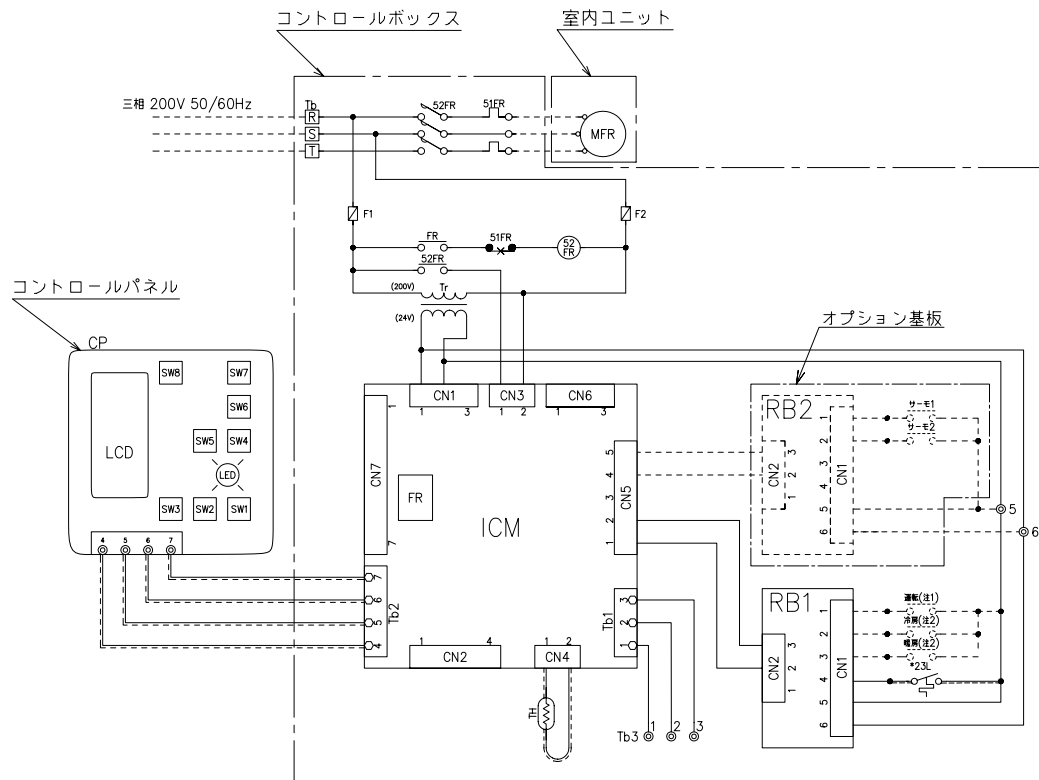 コントロールボックス
室内ユニット
三相 200V 50/60Hz
Tb
R
S
T
52FR
51FR
MFR
F1
F2
FR
51FR
52
FR
52FR
(200V)
Tr
(24V)
コントロールパネル
オプション基板
CP
SW8
SW7
SW6
SW5
SW4
LCD
LED
SW3
SW2
SW1
4
5
6
7
CN1
1
3
CN3
1
2
CN6
1
3
CN7
1
7
FR
ICM
CN5
5
4
3
2
1
Tb2
7
6
5
4
CN2
1
4
CN4
1
2
Tb1
3
2
1
TH
Tb3
1
2
3
RB2
CN2
3
2
1
CN1
1
2
3
4
5
6
サーモ1
サーモ2
5
6
RB1
CN2
3
2
1
CN1
1
2
3
4
5
6
運転(注1)
冷房(注2)
暖房(注2)
*23L